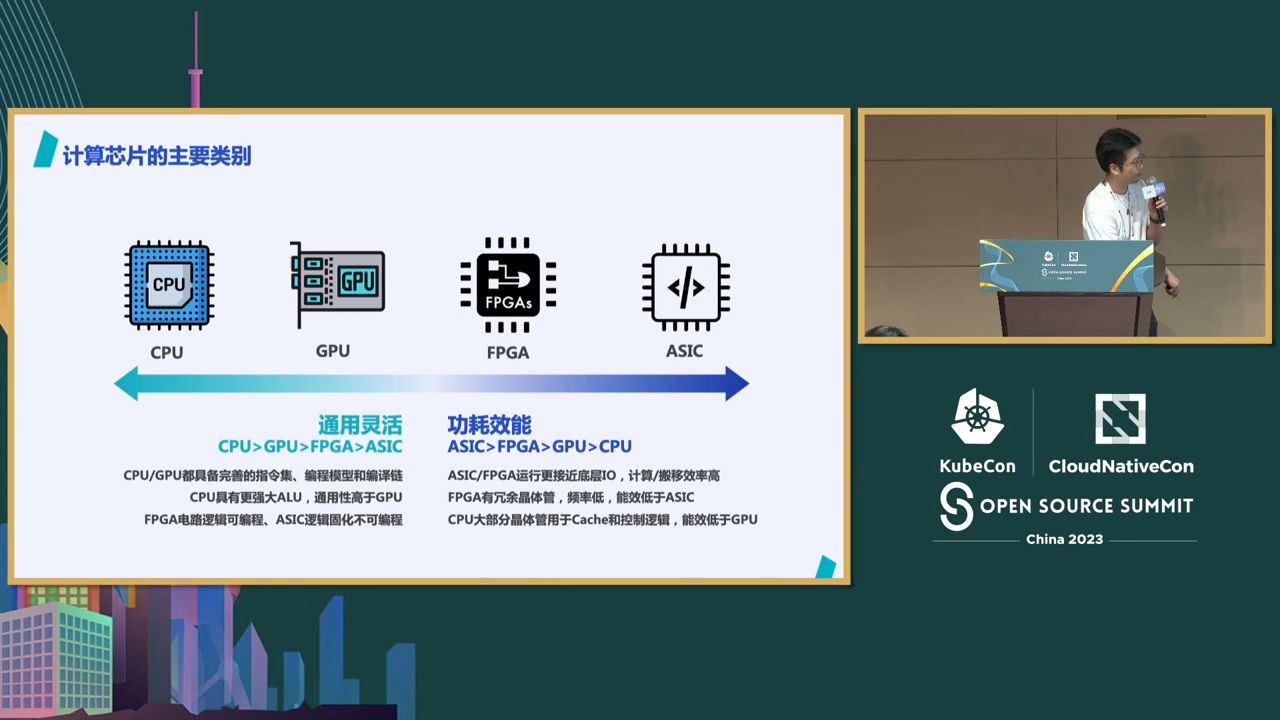 计算芯片的主要类别
CPU
GPU
FPGAs
CPU
GPU
FPGA
ASIC
通用灵活
CPU>GPU>FPGA>ASIC
CPU/GPU都具备完善的指令集、编程模型和编译链
CPU具有更强大ALU，通用性高于GPU
FPGA电路逻辑可编程、ASIC逻辑固化不可编程
功耗效能
ASIC>FPGA>GPU>CPU
ASIC/FPGA运行更接近底层IO，计算/搬移效率高
FPGA有冗余晶体管，频率低，能效低于ASIC
CPU大部分晶体管用于Cache和控制逻辑，能效低于GPU
KubeCon
CloudNativeCon
OPEN SOURCE SUMMIT
China 2023